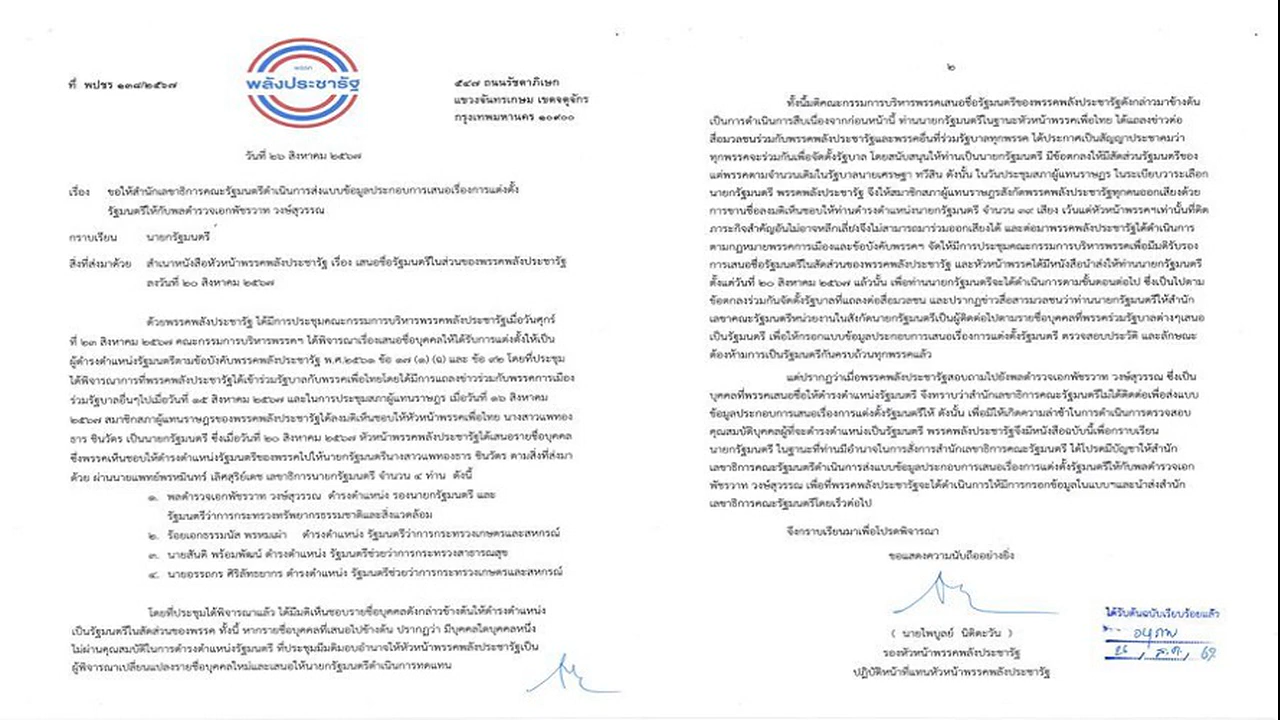 ที่ พปชร ๑๓๘/๒๕๖๗
พรรค
พลังประชารัฐ
๕๔๗ ถนนรัชดาภิเษก
แขวงจันทรเกษม เขตจตุจักร
กรุงเทพมหานคร ๑๐๙๐๐
วันที่ ๒๖ สิงหาคม ๒๕๖๗
เรื่อง ขอให้สำนักเลขาธิการคณะรัฐมนตรีดำเนินการส่งแบบข้อมูลประกอบการเสนอเรื่องการแต่งตั้ง
รัฐมนตรีให้กับพลตำรวจเอกพัชรวาท วงษ์สุวรรณ
กราบเรียน นายกรัฐมนตรี
สิ่งที่ส่งมาด้วย สำเนาหนังสือหัวหน้าพรรคพลังประชารัฐ เรื่อง เสนอชื่อรัฐมนตรีในส่วนของพรรคพลังประชารัฐ
ลงวันที่ ๒๐ สิงหาคม ๒๕๖๗
ด้วยพรรคพลังประชารัฐ ได้มีการประชุมคณะกรรมการบริหารพรรคพลังประชารัฐเมื่อวันศุกร์
ที่ ๒๓ สิงหาคม ๒๕๖๗ คณะกรรมการบริหารพรรคฯ ได้พิจารณาเรื่องเสนอชื่อบุคคลให้ได้รับการแต่งตั้งให้เป็น
ผู้ดำรงตำแหน่งรัฐมนตรีตามข้อบังคับพรรคพลังประชารัฐ พ.ศ.๒๕๖๑ ข้อ ๑๗ (๑) (ฉ) และ ข้อ ๙๒ โดยที่ประชุม
ได้พิจารณาการที่พรรคพลังประชารัฐได้เข้าร่วมรัฐบาลกับพรรคเพื่อไทยโดยได้มีการแถลงข่าวร่วมกับพรรคการเมือง
ร่วมรัฐบาลอื่นๆไปเมื่อวันที่ ๑๕ สิงหาคม ๒๕๖๗ และในการประชุมสภาผู้แทนราษฎร เมื่อวันที่ ๑๖ สิงหาคม
๒๕๖๗ สมาชิกสภาผู้แทนราษฎรของพรรคพลังประชารัฐได้ลงมติเห็นชอบให้หัวหน้าพรรคเพื่อไทย นางสาวแพทอง
ธาร ชินวัตร เป็นนายกรัฐมนตรี ซึ่งเมื่อวันที่ ๒๐ สิงหาคม ๒๕๖๗ หัวหน้าพรรคพลังประชารัฐได้เสนอรายชื่อบุคคล
ซึ่งพรรคเห็นชอบให้ดำรงตำแหน่งรัฐมนตรีของพรรคไปให้นายกรัฐมนตรีนางสาวแพทองธาร ชินวัตร ตามสิ่งที่ส่งมา
ด้วย ผ่านนายแพทย์พรหมินทร์ เลิศสุริย์เดช เลขาธิการนายกรัฐมนตรี จำนวน ๔ ท่าน ดังนี้
๑. พลตำรวจเอกพัชรวาท วงษ์สุวรรณ ดำรงตำแหน่ง รองนายกรัฐมนตรี และ
รัฐมนตรีว่าการกระทรวงทรัพยากรธรรมชาติและสิ่งแวดล้อม
๒. ร้อยเอกธรรมนัส พรหมเผ่า ดำรงตำแหน่ง รัฐมนตรีว่าการกระทรวงเกษตรและสหกรณ์
๓. นายสันติ พร้อมพัฒน์ ดำรงตำแหน่ง รัฐมนตรีช่วยว่าการกระทรวงสาธารณสุข
๔. นายอรรถกร ศิริลัทธยากร ดำรงตำแหน่ง รัฐมนตรีช่วยว่าการกระทรวงเกษตรและสหกรณ์
โดยที่ประชุมได้พิจารณาแล้ว ได้มีมติเห็นชอบรายชื่อบุคคลดังกล่าวข้างต้นให้ดำรงตำแหน่ง
เป็นรัฐมนตรีในสัดส่วนของพรรค ทั้งนี้ หากรายชื่อบุคคลที่เสนอไปข้างต้น ปรากฏว่า มีบุคคลใดบุคคลหนึ่ง
ไม่ผ่านคุณสมบัติในการดำรงตำแหน่งรัฐมนตรี ที่ประชุมมีมติมอบอำนาจให้หัวหน้าพรรคพลังประชารัฐเป็น
ผู้พิจารณาเปลี่ยนแปลงรายชื่อบุคคลใหม่และเสนอให้นายกรัฐมนตรีดำเนินการทดแทน
๒
ทั้งนี้มติคณะกรรมการบริหารพรรคเสนอชื่อรัฐมนตรีของพรรคพลังประชารัฐดังกล่าวมาข้างต้น
เป็นการดำเนินการสืบเนื่องจากก่อนหน้านี้ ท่านนายกรัฐมนตรีในฐานะหัวหน้าพรรคเพื่อไทย ได้แถลงข่าวต่อ
สื่อมวลชนร่วมกับพรรคพลังประชารัฐและพรรคอื่นที่ร่วมรัฐบาลทุกพรรค ได้ประกาศเป็นสัญญาประชาคมว่า
ทุกพรรคจะร่วมกันเพื่อจัดตั้งรัฐบาล โดยสนับสนุนให้ท่านเป็นนายกรัฐมนตรี มีข้อตกลงให้มีสัดส่วนรัฐมนตรีของ
แต่พรรคตามจำนวนเดิมในรัฐบาลนายเศรษฐา ทวีสิน ดังนั้น ในวันประชุมสภาผู้แทนราษฎร ในระเบียบวาระเลือก
นายกรัฐมนตรี พรรคพลังประชารัฐ จึงให้สมาชิกสภาผู้แทนราษฎรสังกัดพรรคพลังประชารัฐทุกคนออกเสียงด้วย
การขานชื่อลงมติเห็นชอบให้ท่านดำรงตำแหน่งนายกรัฐมนตรี จำนวน ๓๙ เสียง เว้นแต่หัวหน้าพรรคฯเท่านั้นที่ติด
ภาระกิจสำคัญอันไม่อาจหลีกเลี่ยงจึงไม่สามารถมาร่วมออกเสียงได้ และต่อมาพรรคพลังประชารัฐได้ดำเนินการ
ตามกฎหมายพรรคการเมืองและข้อบังคับพรรคฯ จัดให้มีการประชุมคณะกรรมการบริหารพรรคเพื่อมีมติรับรอง
การเสนอชื่อรัฐมนตรีในสัดส่วนของพรรคพลังประชารัฐ และหัวหน้าพรรคได้มีหนังสือนำส่งให้ท่านนายกรัฐมนตรี
ตั้งแต่วันที่ ๒๐ สิงหาคม ๒๕๖๗ แล้วนั้น เพื่อท่านนายกรัฐมนตรีจะได้ดำเนินการตามขั้นตอนต่อไป ซึ่งเป็นไปตาม
ข้อตกลงร่วมกันจัดตั้งรัฐบาลที่แถลงต่อสื่อมวลชน และปรากฏข่าวสื่อสารมวลชนว่าท่านนายกรัฐมนตรีให้สำนัก
เลขาคณะรัฐมนตรีหน่วยงานในสังกัดนายกรัฐมนตรีเป็นผู้ติดต่อไปตามรายชื่อบุคคลที่พรรคร่วมรัฐบาลต่างๆเสนอ
เป็นรัฐมนตรี เพื่อให้กรอกแบบข้อมูลประกอบการเสนอเรื่องการแต่งตั้งรัฐมนตรี ตรวจสอบประวัติ และลักษณะ
ต้องห้ามการเป็นรัฐมนตรีกันครบถ้วนทุกพรรคแล้ว
แต่ปรากฏว่าเมื่อพรรคพลังประชารัฐสอบถามไปยังพลตำรวจเอกพัชรวาท วงษ์สุวรรณ ซึ่งเป็น
บุคคลที่พรรคเสนอชื่อให้ดำรงตำแหน่งรัฐมนตรี จึงทราบว่าสำนักเลขาธิการคณะรัฐมนตรีไม่ได้ติดต่อเพื่อส่งแบบ
ข้อมูลประกอบการเสนอเรื่องการแต่งตั้งรัฐมนตรีให้ ดังนั้น เพื่อมิให้เกิดความล่าช้าในการดำเนินการตรวจสอบ
คุณสมบัติบุคคลผู้ที่จะดำรงตำแหน่งเป็นรัฐมนตรี พรรคพลังประชารัฐจึงมีหนังสือฉบับนี้เพื่อกราบเรียน
นายกรัฐมนตรี ในฐานะที่ท่านมีอำนาจในการสั่งการสำนักเลขาธิการคณะรัฐมนตรี ได้โปรดมีบัญชาให้สำนัก
เลขาธิการคณะรัฐมนตรีดำเนินการส่งแบบข้อมูลประกอบการเสนอเรื่องการแต่งตั้งรัฐมนตรีให้กับพลตำรวจเอก
พัชรวาท วงษ์สุวรรณ เพื่อที่พรรคพลังประชารัฐจะได้ดำเนินการให้มีการกรอกข้อมูลในแบบฯและนำส่งสำนัก
เลขาธิการคณะรัฐมนตรีโดยเร็วต่อไป
จึงกราบเรียนมาเพื่อโปรดพิจารณา
ขอแสดงความนับถืออย่างยิ่ง
( นายไพบูลย์ นิติตะวัน )
รองหัวหน้าพรรคพลังประชารัฐ
ปฏิบัติหน้าที่แทนหัวหน้าพรรคพลังประชารัฐ
ได้รับต้นฉบับเรียบร้อยแล้ว
26 / ส.ค. / 67